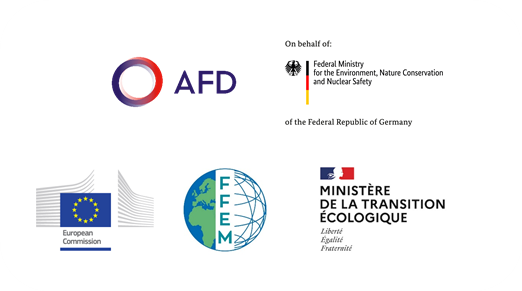 On behalf of:
AFD
Federal Ministry
for the Environment, Nature Conservation
and Nuclear Safety
of the Federal Republic of Germany
European
Commission
F
F
E
M
MINISTÈRE
DE LA TRANSITION
ÉCOLOGIQUE
Liberté
Égalité
Fraternité